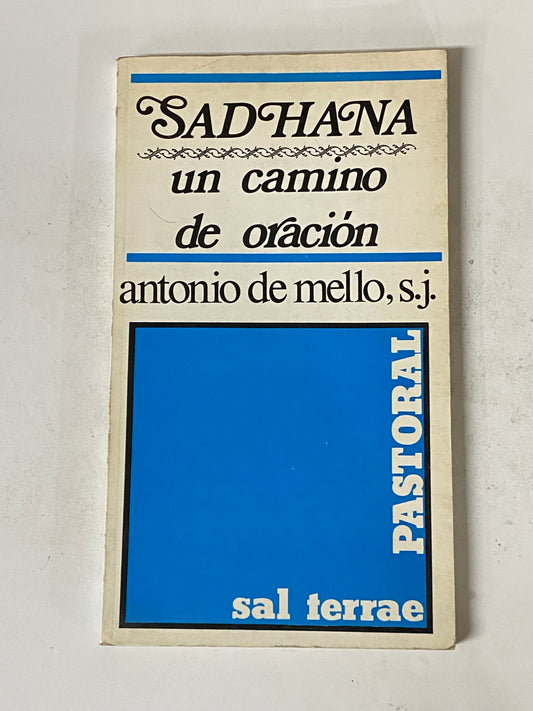 SADHANA
un camino
de oración
antonio de mello, s.j.
PASTORAL
sal terrae